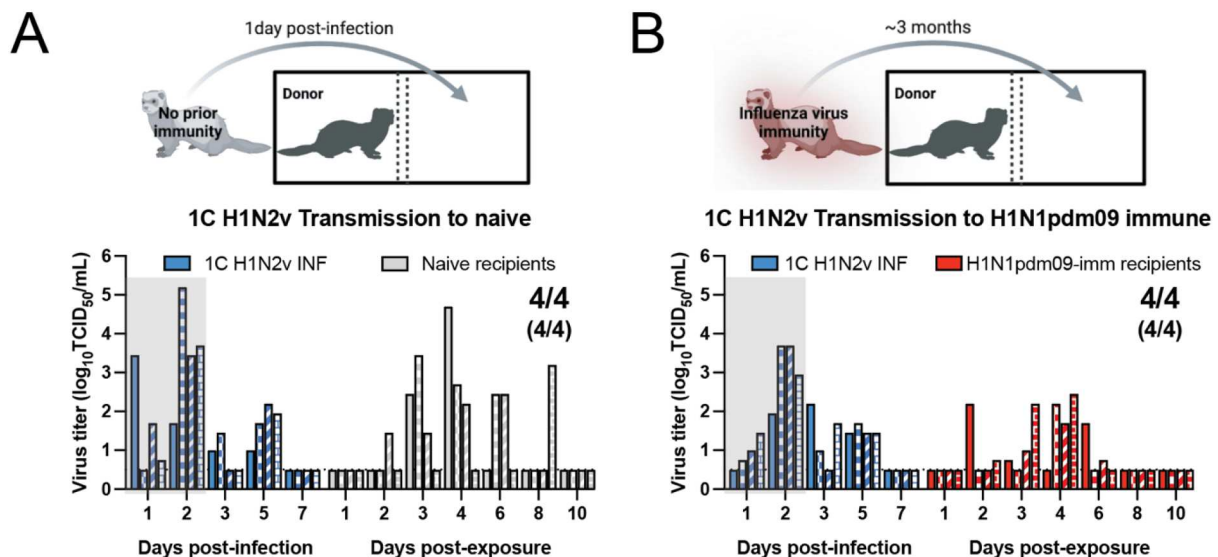 A
1day post-infection
No prior
immunity
Donor
1C H1N2v Transmission to naive
Virus titer (log10TCID50/mL)
6
5
4
3
2
1
0
1C H1N2v INF
Naive recipients
4/4
(4/4)
1 2 3 5 7 1 2 3 4 6 8 10
Days post-infection Days post-exposure
B
~3 months
Influenza virus
immunity
Donor
1C H1N2v Transmission to H1N1pdm09 immune
Virus titer (log10TCID50/mL)
6
5
4
3
2
1
0
1C H1N2v INF
H1N1pdm09-imm recipients
4/4
(4/4)
1 2 3 5 7 1 2 3 4 6 8 10
Days post-infection Days post-exposure